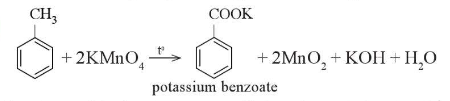 CH₃ COOK
+ 2KMnO₄ t° → + 2MnO₂ + KOH + H₂O
potassium benzoate